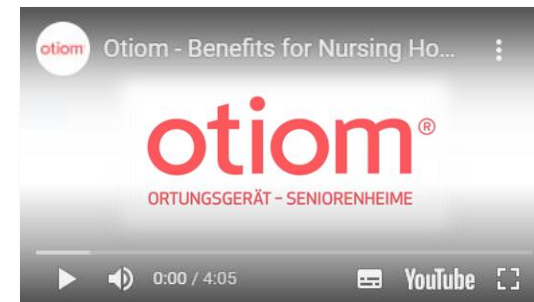 otiom
Otiom - Benefits for Nursing Ho...
otiom®
ORTUNGSGERÄT – SENIORENHEIME
0:00 / 4:05
YouTube